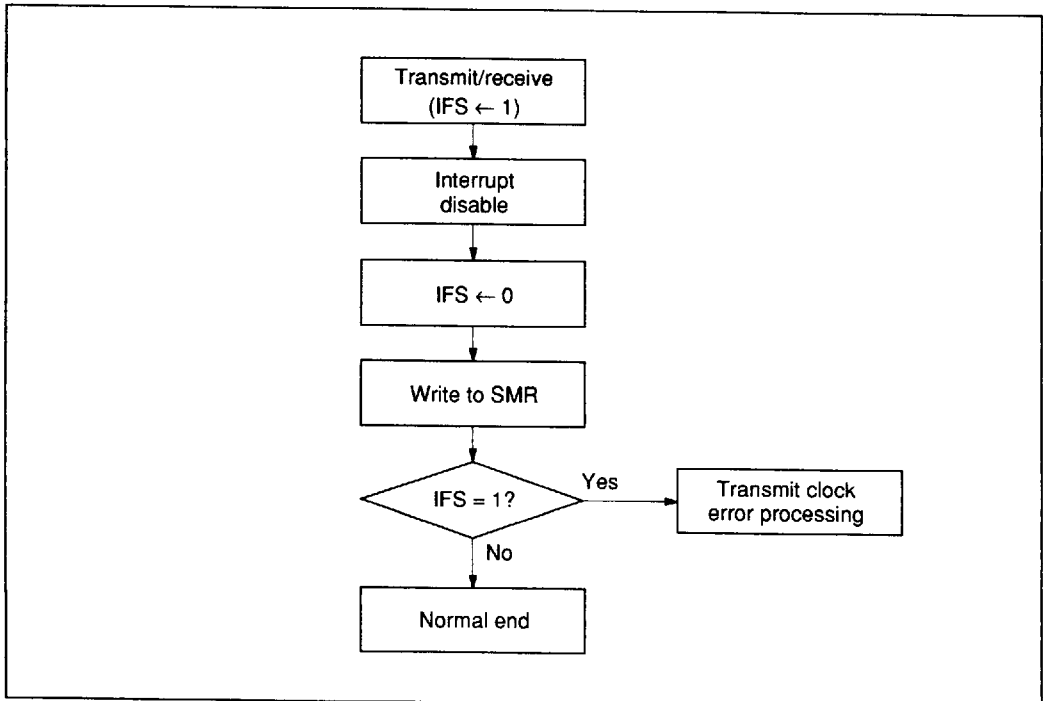 Transmit/receive
(IFS ← 1)
Interrupt
disable
IFS ← 0
Write to SMR
IFS = 1?
Yes
Transmit clock
error processing
No
Normal end